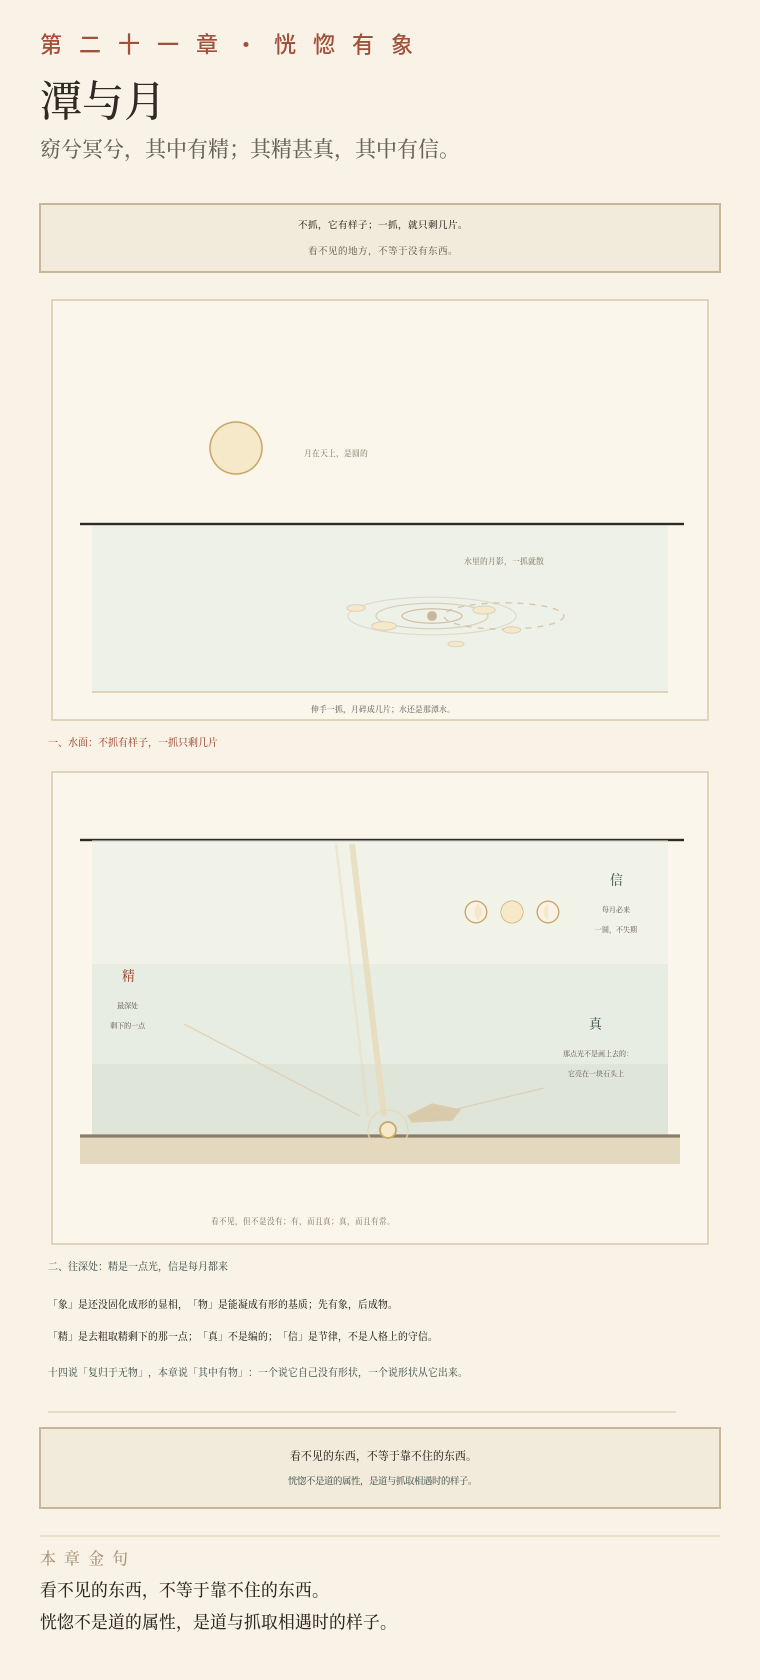 第二十一章·恍惚有象
潭与月
窈兮冥兮，其中有精；其精甚真，其中有信。
不抓，它有样子；一抓，就只剩几片。
看不见的地方，不等于没有东西。
月在天上，是圆的
水里的月影，一抓就散
伸手一抓，月碎成几片；水还是那潭水。
一、水面：不抓有样子，一抓只剩几片
信
每月必来
一圆，不失期
精
最深处
剩下的一点
真
那点光不是画上去的：
它亮在一块石头上
看不见，但不是没有；有，而且真；真，而且有常。
二、往深处：精是一点光，信是每月都来
「象」是还没固化成形的显相，「物」是能凝成有形的基质；先有象，后成物。
「精」是去粗取精剩下的那一点；「真」不是编的；「信」是节律，不是人格上的守信。
十四说「复归于无物」，本章说「其中有物」：一个说它自己没有形状，一个说形状从它出来。
看不见的东西，不等于靠不住的东西。
恍惚不是道的属性，是道与抓取相遇时的样子。
本章金句
看不见的东西，不等于靠不住的东西。
恍惚不是道的属性，是道与抓取相遇时的样子。